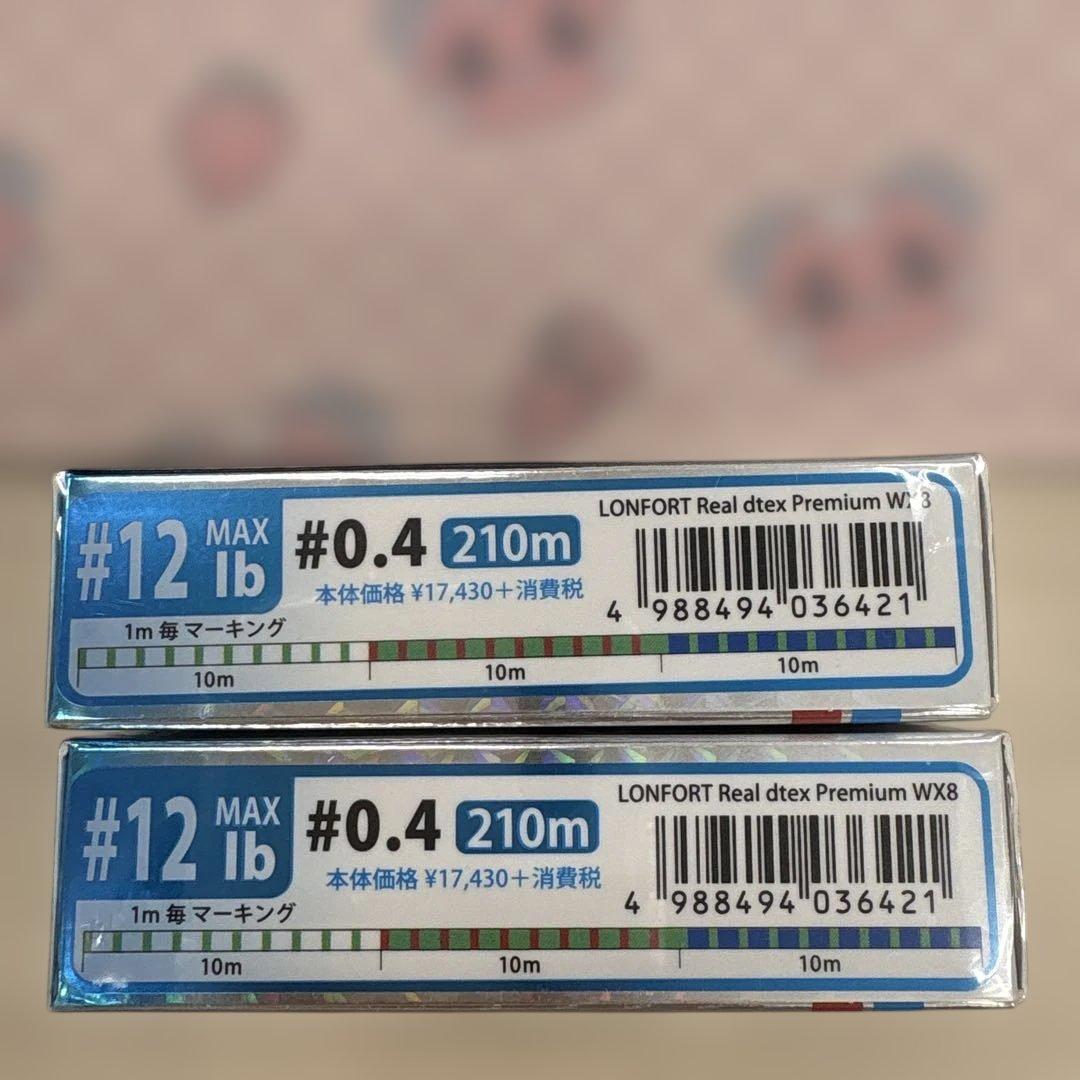 #12 MAX lb
#0.4 210m
本体価格 ¥17,430+消費税
LONFORT Real dtex Premium WX8
4 988494 036421
1m 毎 マーキング
10m 10m 10m
#12 MAX lb
#0.4 210m
本体価格 ¥17,430+消費税
LONFORT Real dtex Premium WX8
4 988494 036421
1m 毎 マーキング
10m 10m 10m